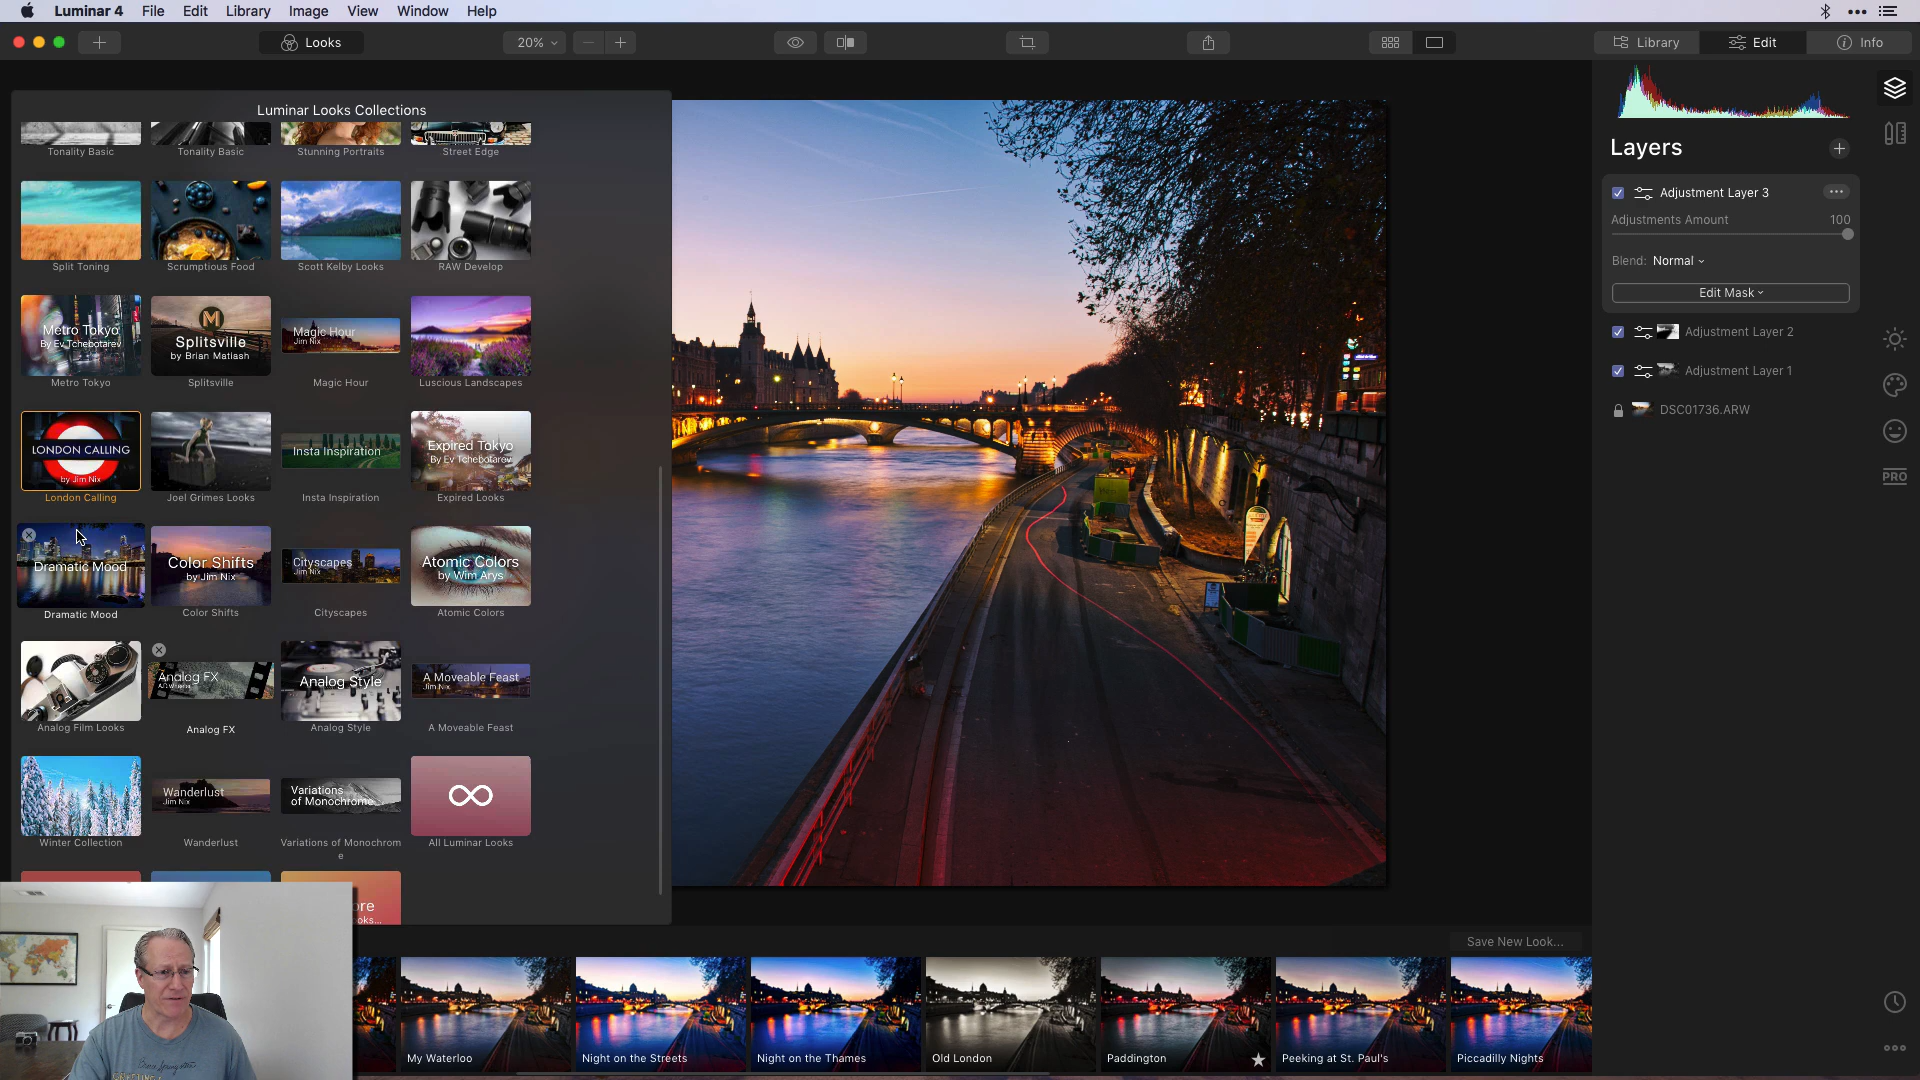 Luminar 4 File Edit Library Image View Window Help
Looks
20%
Library
Edit
Info
Luminar Looks Collections
Tonality Basic
Tonality Basic
Stunning Portraits
Street Edge
Split Toning
Scrumptious Food
Scott Kelby Looks
RAW Develop
Metro Tokyo
By Ev Tchebotarev
Metro Tokyo
M
Splitsville
by Brian Matiash
Splitsville
Magic Hour
Jim Nix
Magic Hour
Luscious Landscapes
LONDON CALLING
by Jim Nix
London Calling
Joel Grimes Looks
Insta Inspiration
Insta Inspiration
Expired Tokyo
By Ev Tchebotarev
Expired Looks
Dramatic Mood
Dramatic Mood
Color Shifts
by Jim Nix
Color Shifts
Cityscapes
Jim Nix
Cityscapes
Atomic Colors
by Wim Arys
Atomic Colors
Analog Film Looks
Analog FX
Analog FX
Analog Style
Analog Style
A Moveable Feast
Jim Nix
A Moveable Feast
Winter Collection
Wanderlust
Jim Nix
Wanderlust
Variations
of Monochrome
Variations of Monochrom
e
All Luminar Looks
ore
oks...
Layers
Adjustment Layer 3
Adjustments Amount 100
Blend: Normal
Edit Mask
Adjustment Layer 2
Adjustment Layer 1
DSC01736.ARW
PRO
Save New Look...
My Waterloo
Night on the Streets
Night on the Thames
Old London
Paddington
Peeking at St. Paul's
Piccadilly Nights